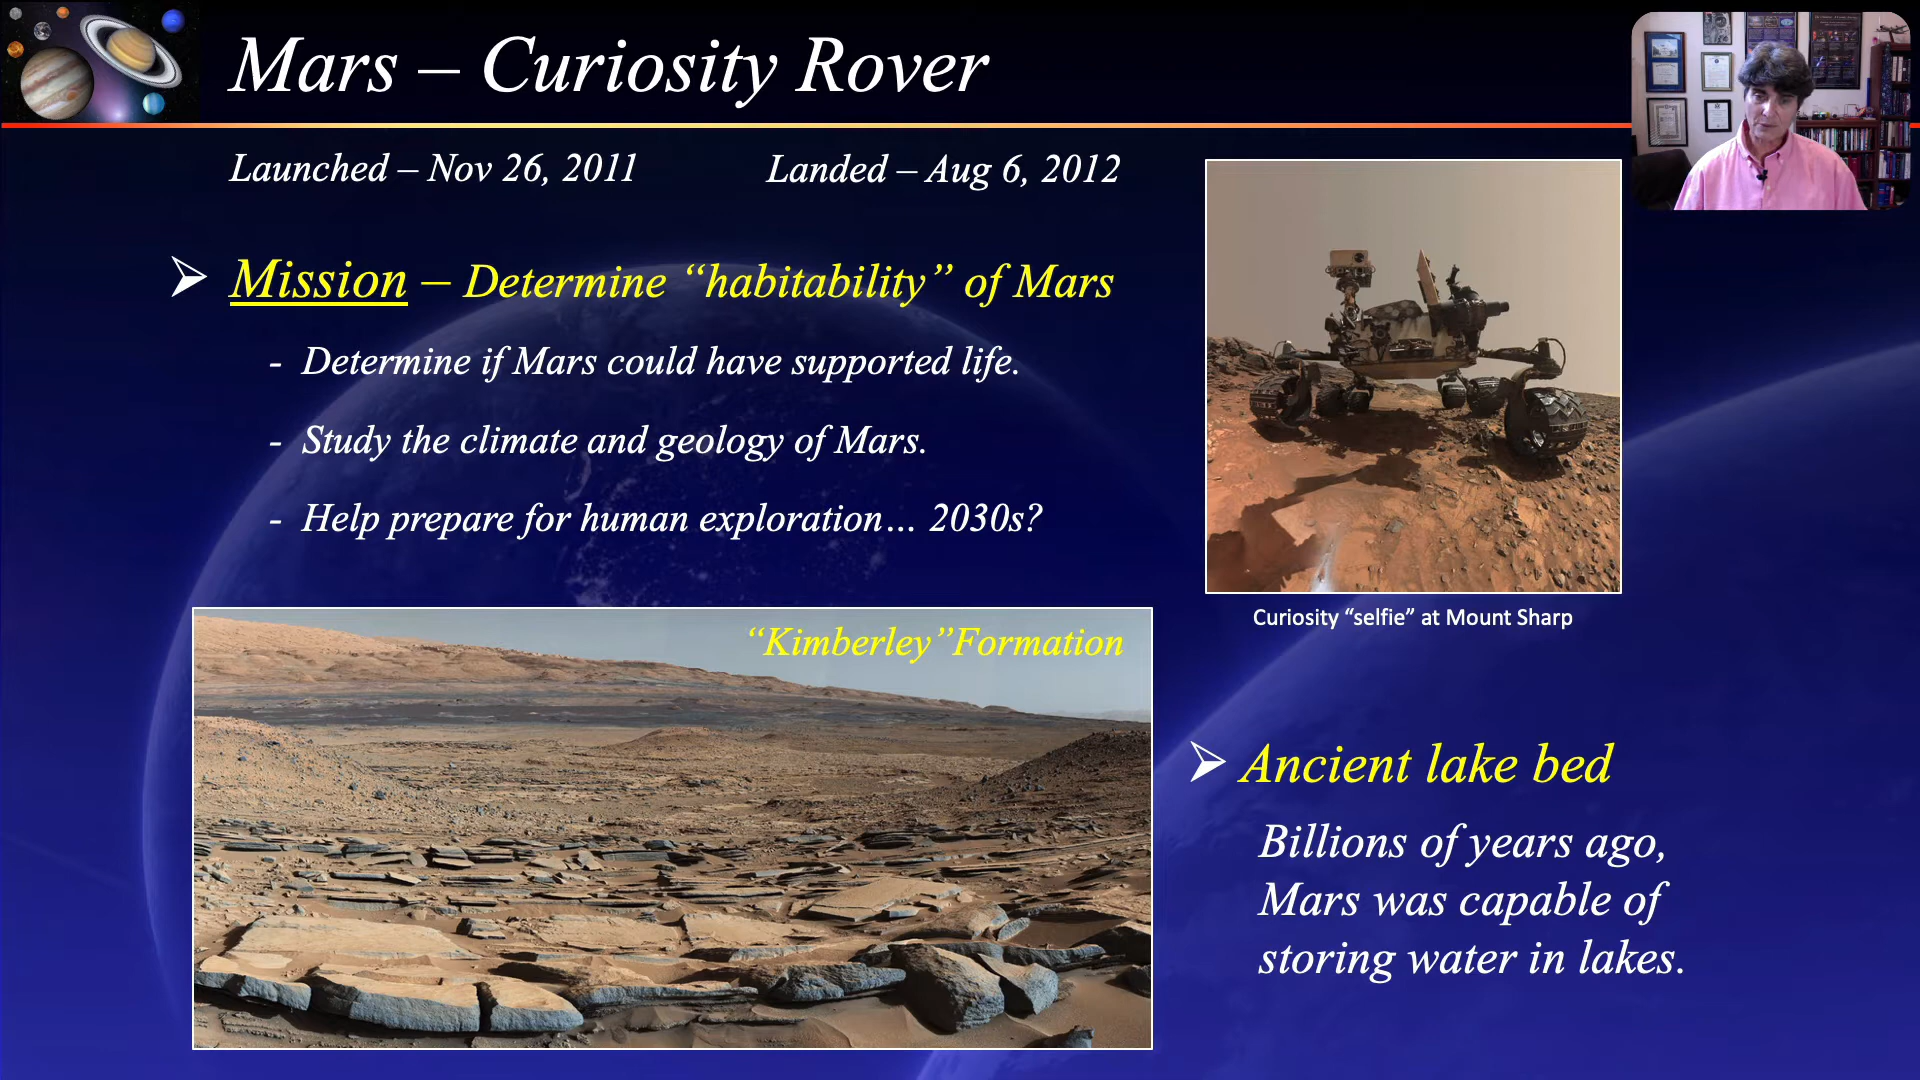 Mars – Curiosity Rover
Launched – Nov 26, 2011
Landed – Aug 6, 2012
Mission – Determine “habitability” of Mars
- Determine if Mars could have supported life.
- Study the climate and geology of Mars.
- Help prepare for human exploration… 2030s?
Curiosity “selfie” at Mount Sharp
“Kimberley”Formation
Ancient lake bed
Billions of years ago,
Mars was capable of
storing water in lakes.